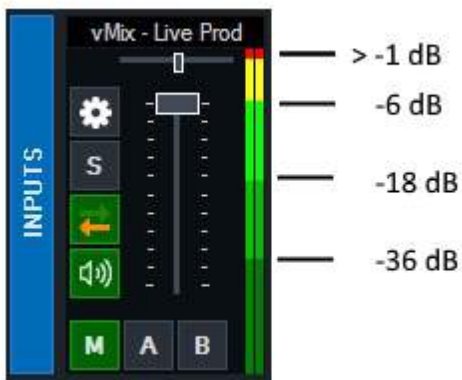 vMix - Live Prod
> -1 dB
-6 dB
INPUTS
S
-18 dB
-36 dB
M A B